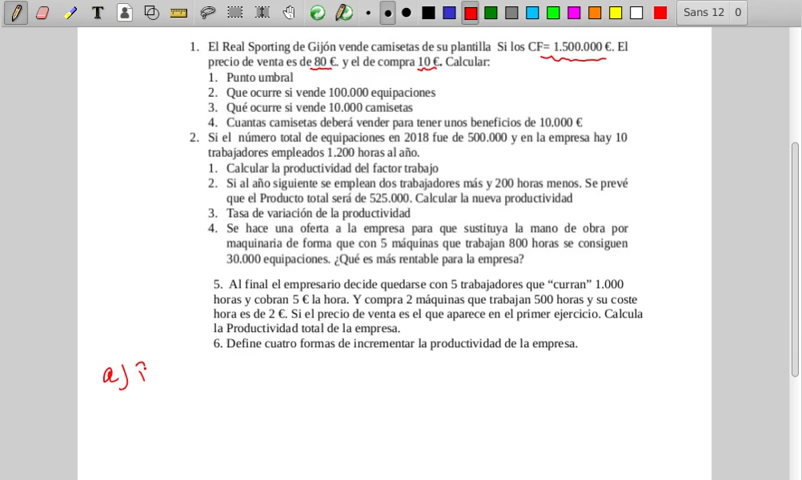 Sans 12 0
1. El Real Sporting de Gijón vende camisetas de su plantilla Si los CF= 1.500.000 €. El
precio de venta es de 80 €. y el de compra 10 €. Calcular:
1. Punto umbral
2. Que ocurre si vende 100.000 equipaciones
3. Qué ocurre si vende 10.000 camisetas
4. Cuantas camisetas deberá vender para tener unos beneficios de 10.000 €
2. Si el número total de equipaciones en 2018 fue de 500.000 y en la empresa hay 10
trabajadores empleados 1.200 horas al año.
1. Calcular la productividad del factor trabajo
2. Si al año siguiente se emplean dos trabajadores más y 200 horas menos. Se prevé
que el Producto total será de 525.000. Calcular la nueva productividad
3. Tasa de variación de la productividad
4. Se hace una oferta a la empresa para que sustituya la mano de obra por
maquinaria de forma que con 5 máquinas que trabajan 800 horas se consiguen
30.000 equipaciones. ¿Qué es más rentable para la empresa?
5. Al final el empresario decide quedarse con 5 trabajadores que “curran” 1.000
horas y cobran 5 € la hora. Y compra 2 máquinas que trabajan 500 horas y su coste
hora es de 2 €. Si el precio de venta es el que aparece en el primer ejercicio. Calcula
la Productividad total de la empresa.
6. Define cuatro formas de incrementar la productividad de la empresa.
a)